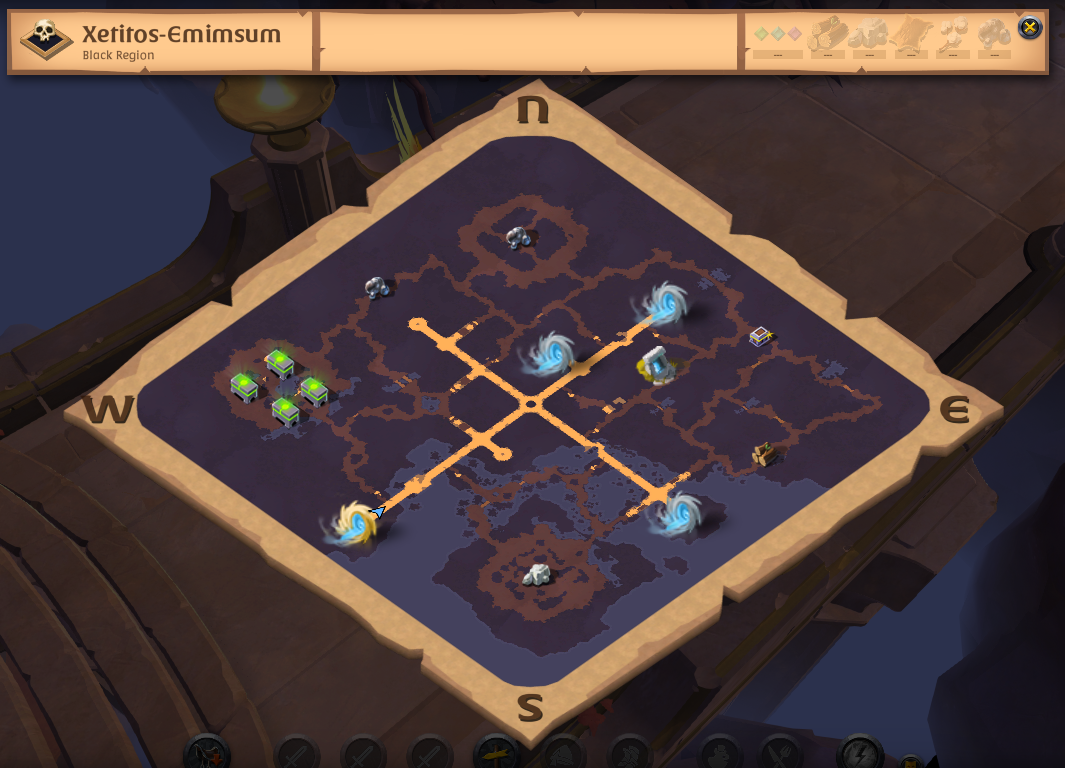 Xetitos-Emimsum
Black Region
---
---
---
---
---
---
N
W
E
S